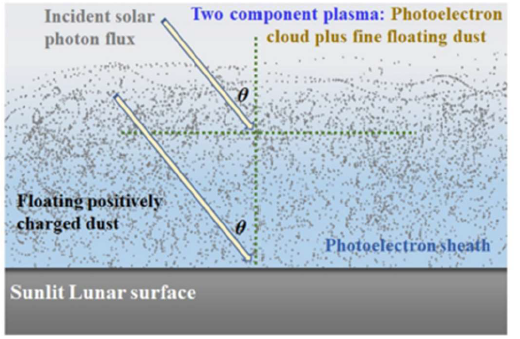 Incident solar
photon flux
Two component plasma: Photoelectron
cloud plus fine floating dust
θ
Floating positively
charged dust
θ
Photoelectron sheath
Sunlit Lunar surface